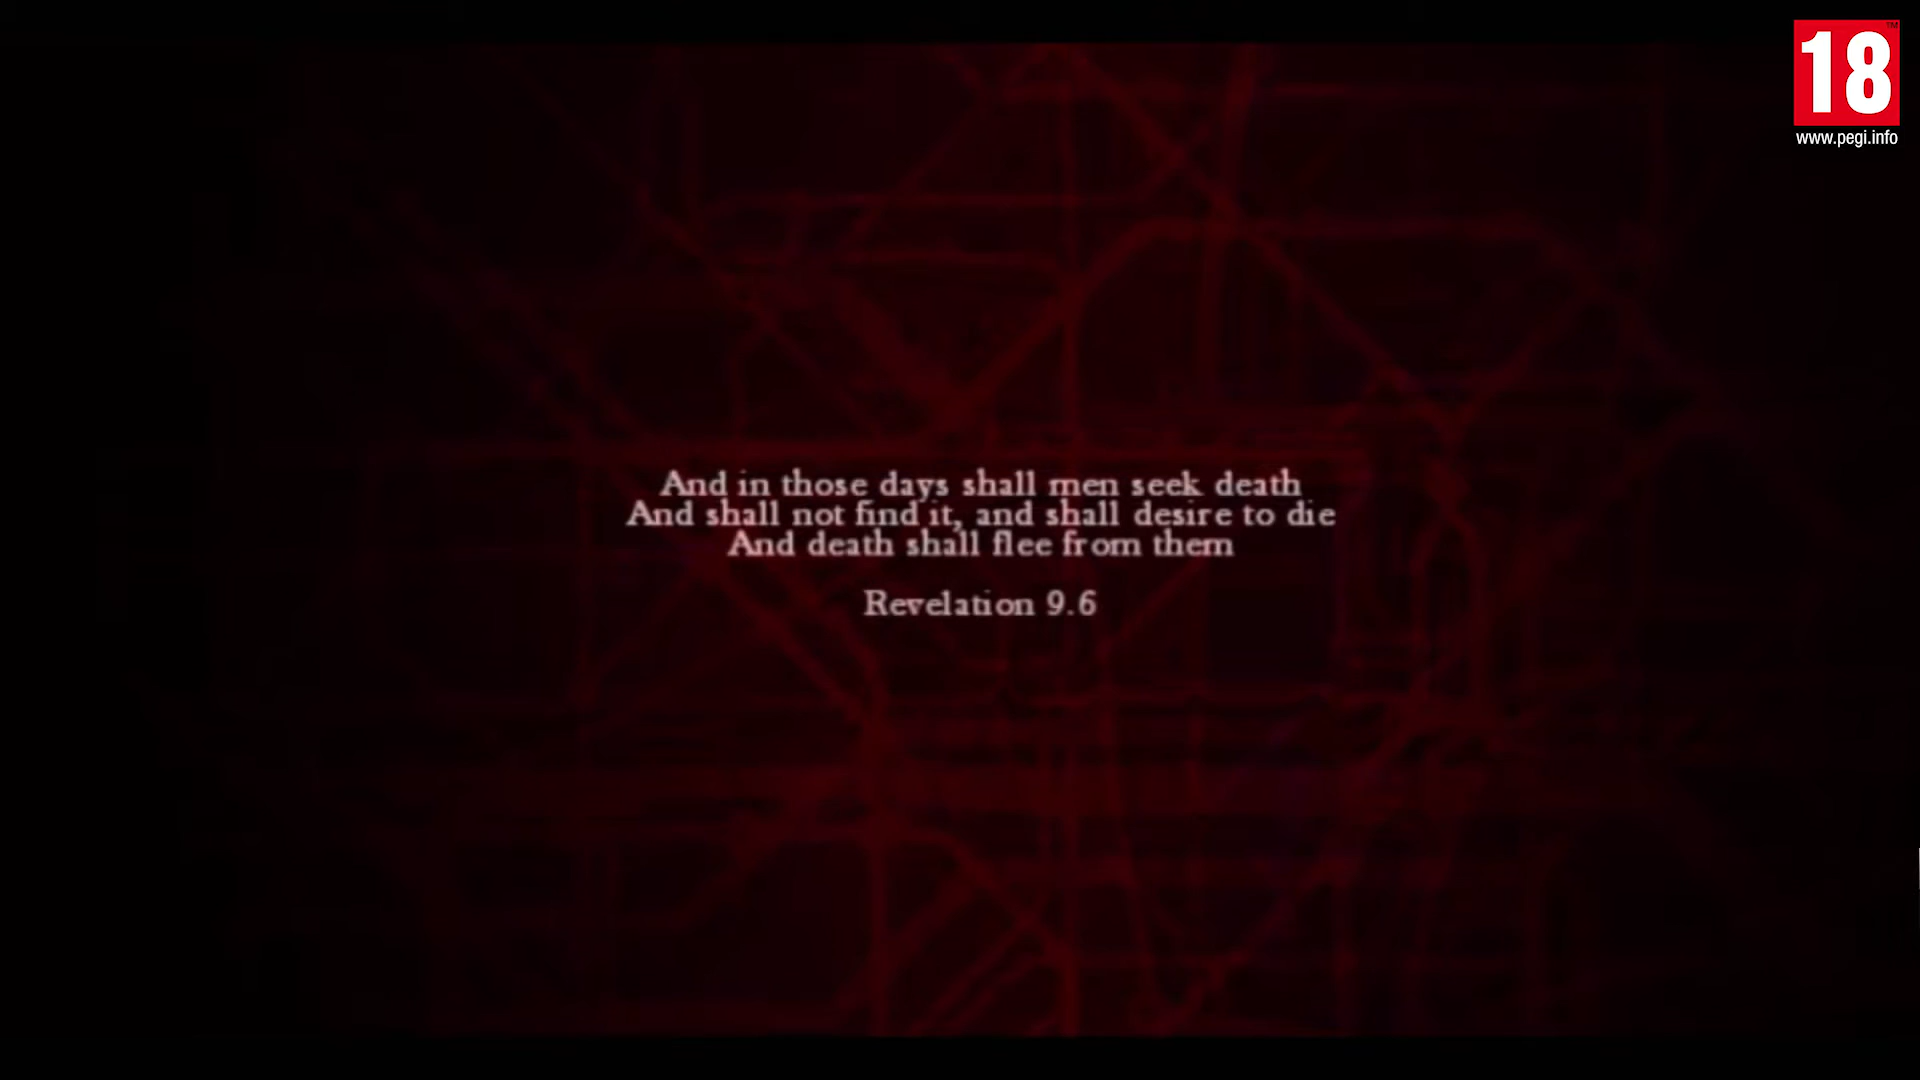 18
TM
www.pegi.info
And in those days shall men seek death
And shall not find it, and shall desire to die
And death shall flee from them
Revelation 9.6